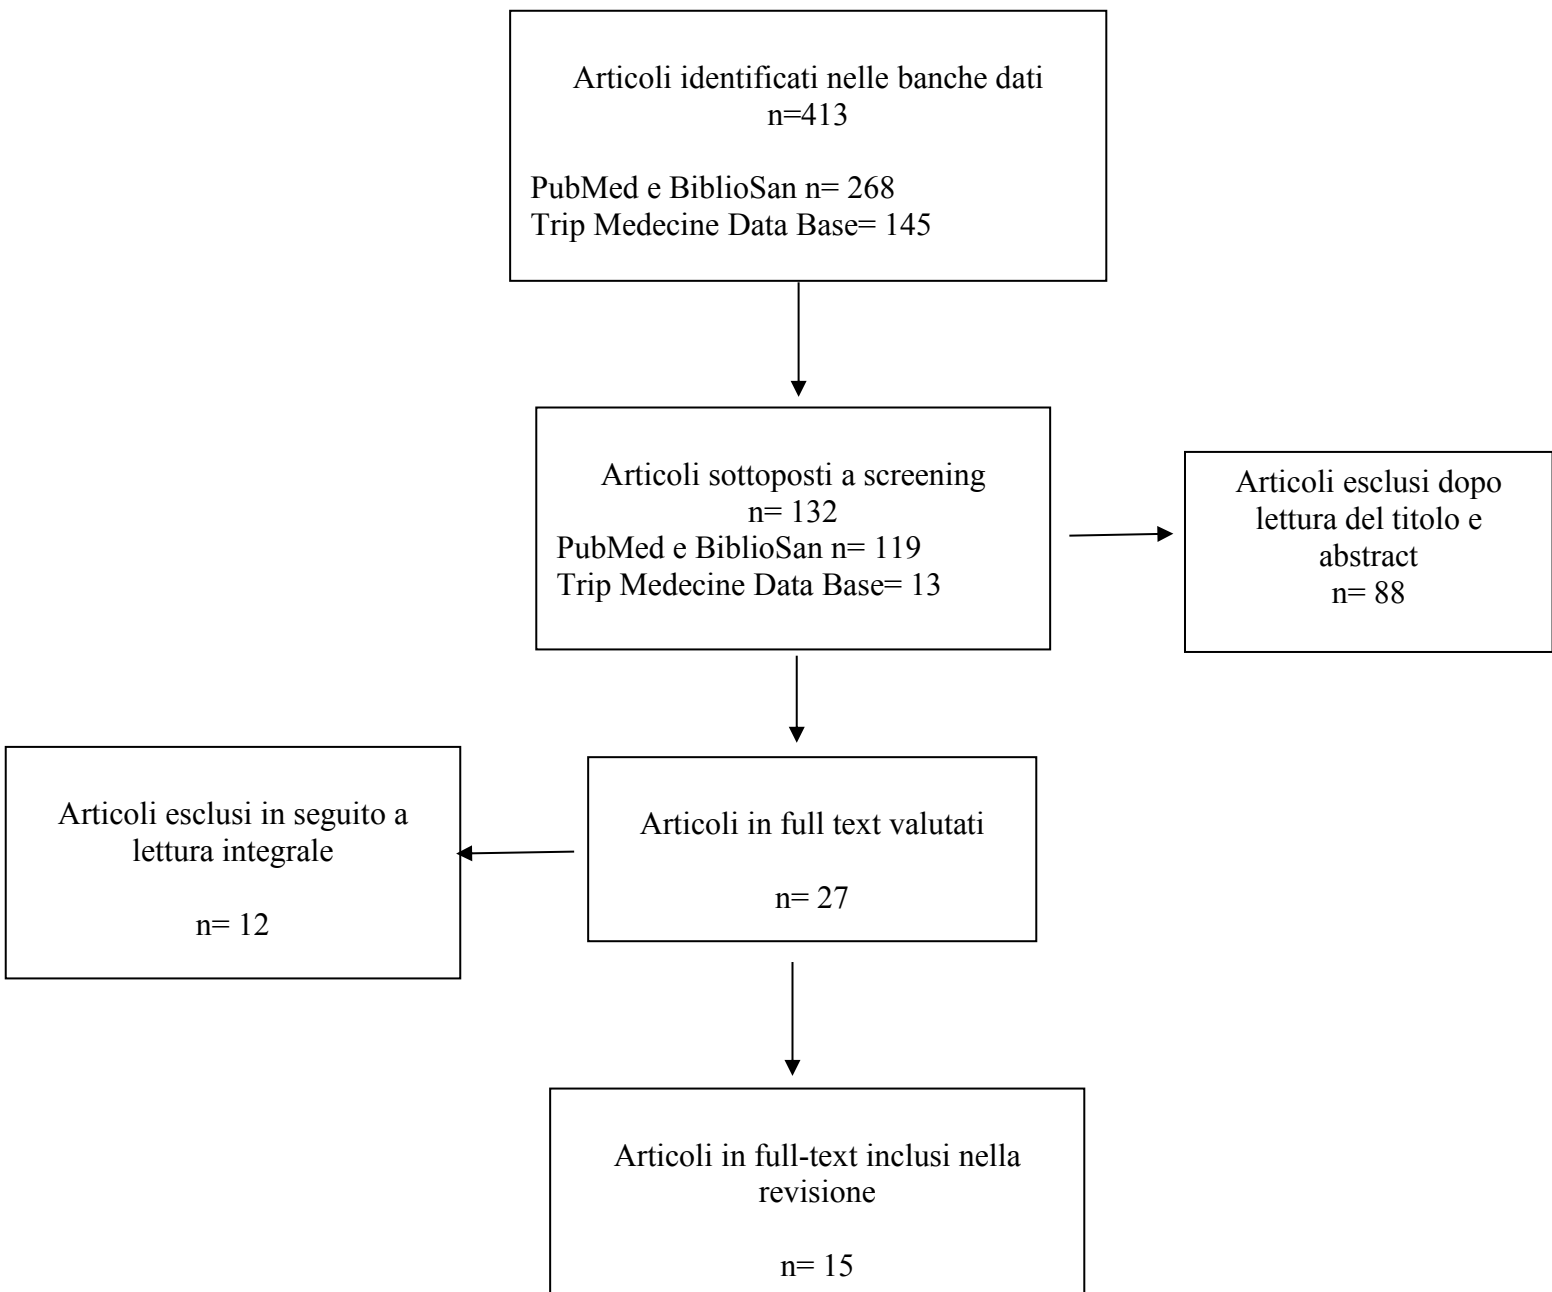 Articoli identificati nelle banche dati
n=413
PubMed e BiblioSan n= 268
Trip Medecine Data Base= 145
Articoli sottoposti a screening
n= 132
PubMed e BiblioSan n= 119
Trip Medecine Data Base= 13
Articoli esclusi dopo
lettura del titolo e
abstract
n= 88
Articoli esclusi in seguito a
lettura integrale
n= 12
Articoli in full text valutati
n= 27
Articoli in full-text inclusi nella
revisione
n= 15